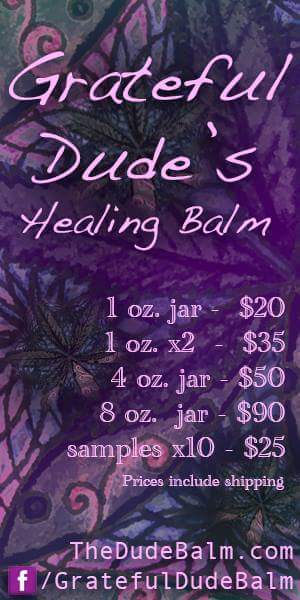 Grateful
Dude's
Healing Balm
1 oz. jar - $20
1 oz. x2 - $35
4 oz. jar - $50
8 oz. jar - $90
samples x10 - $25
Prices include shipping
TheDudeBalm.com
f /GratefulDudeBalm